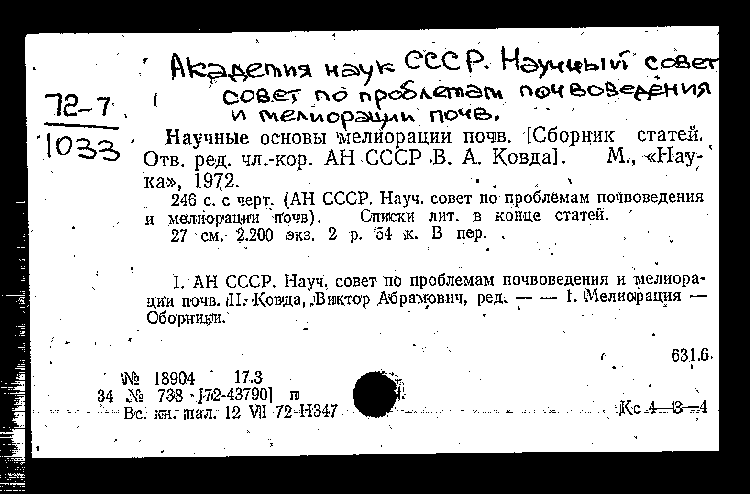 Академия наук СССР. Научный совет
совет по проблемам почвоведения
и мелиорации почв.
72-7
1033
Научные основы мелиорации почв. [Сборник статей.
Отв. ред. чл.-кор. АН СССР В. А. Ковда]. М., «Нау-
ка», 1972.
246 с. с черт. (АН СССР. Науч. совет по проблемам почвоведения
и мелиорации почв). Списки лит. в конце статей.
27 см. 2.200 экз. 2 р. 54 к. В пер.
I. АН СССР. Науч. совет по проблемам почвоведения и мелиора-
ции почв. II. Ковда, Виктор Абрамович, ред. — — 1. Мелиорация —
Сборники.
631.6
№ 18904 17.3
34 № 738 [72-43790] п
Вс. кн. пал. 12 VII 72-Н347
Кс 4—3—4